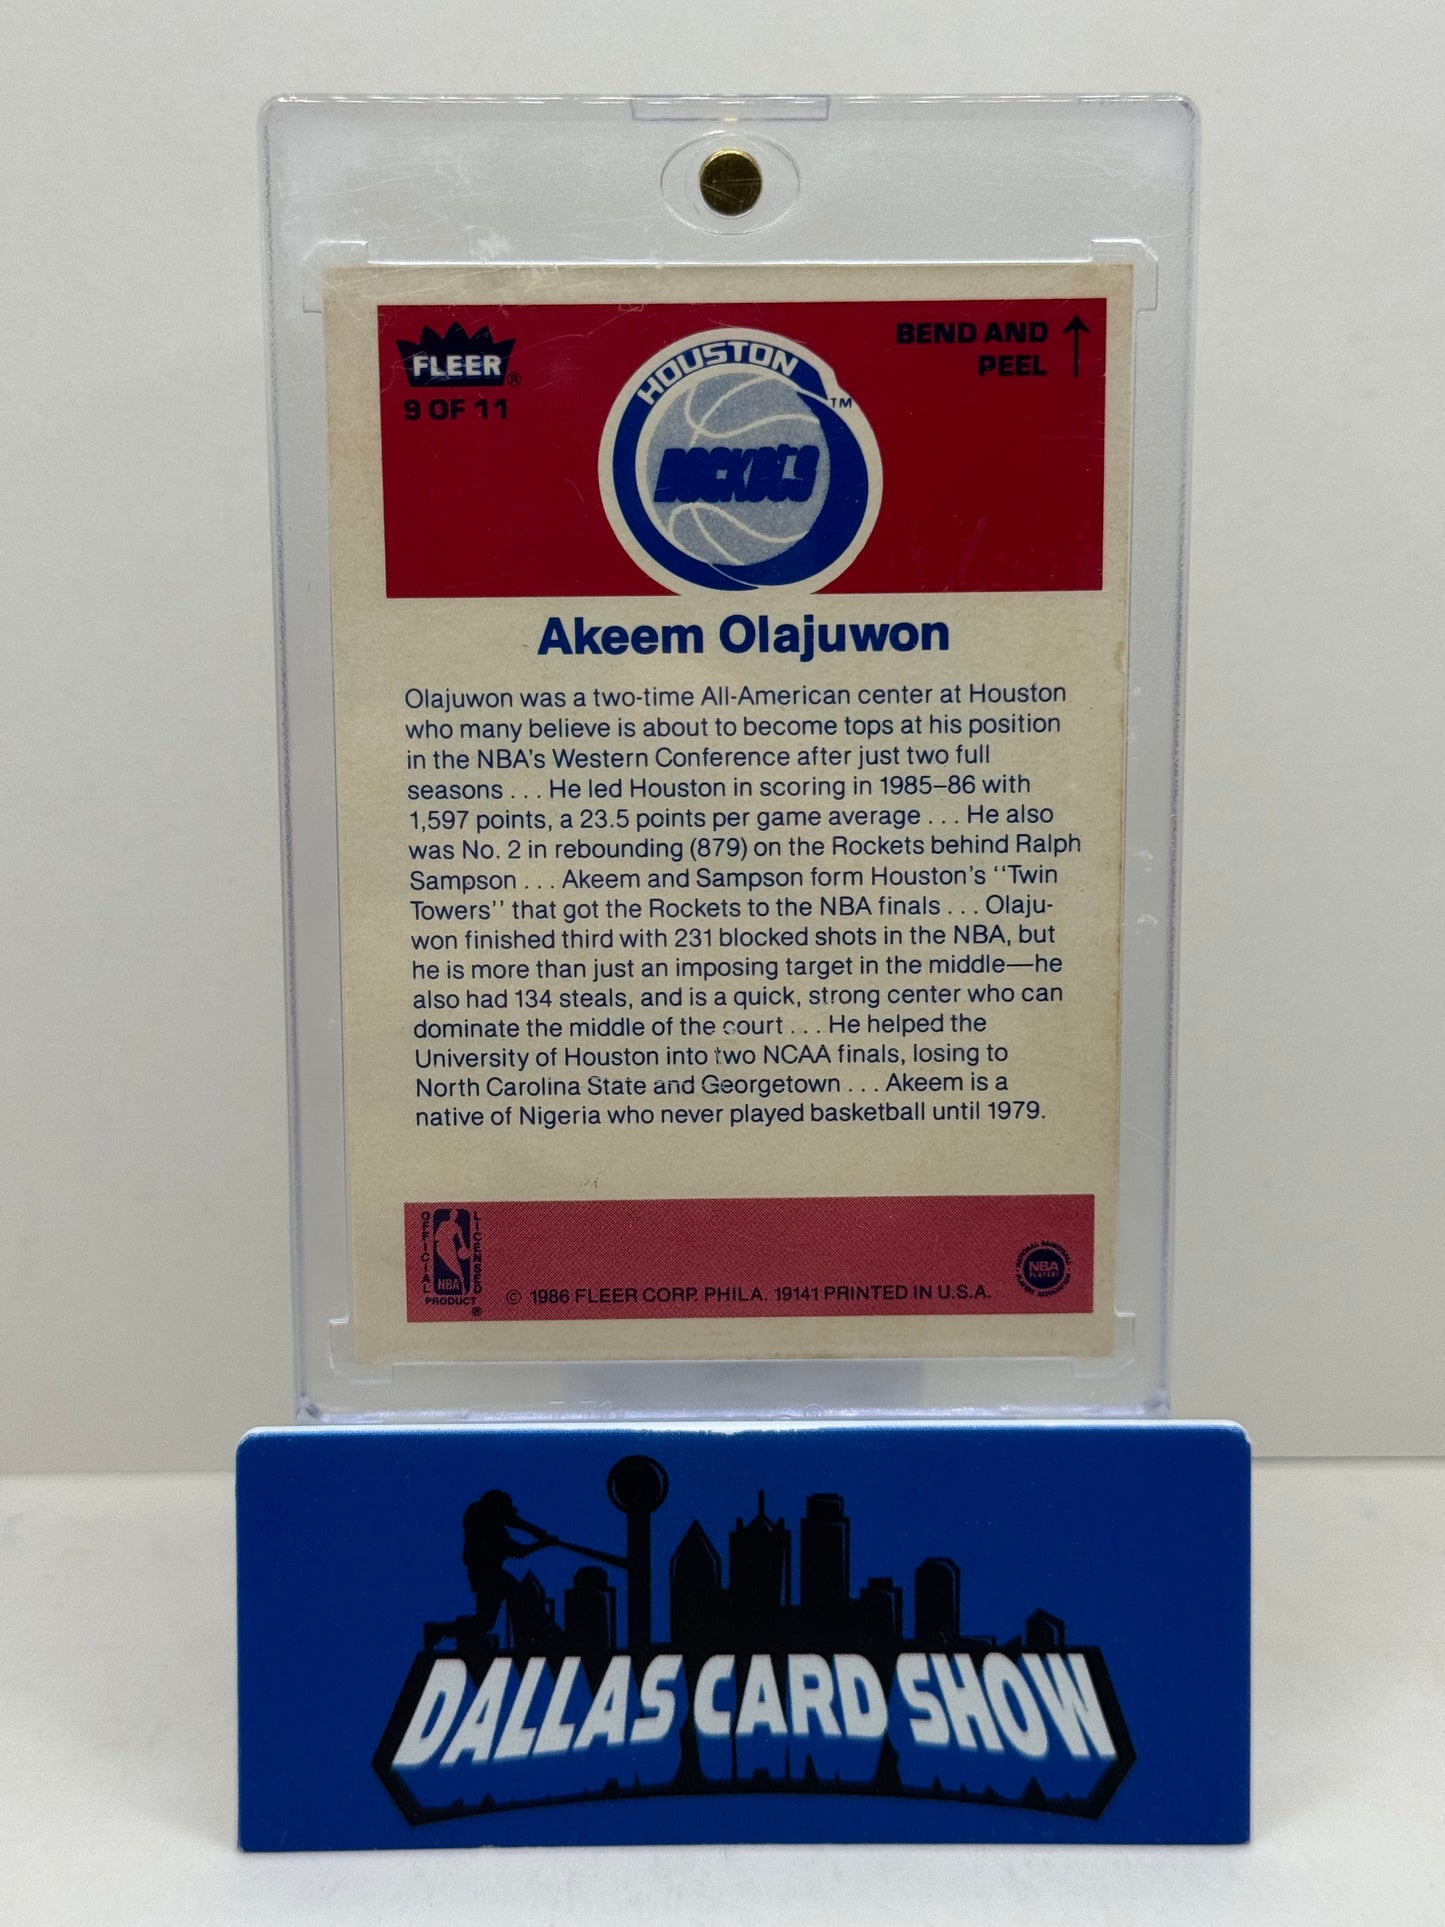 FLEER®
9 OF 11
HOUSTON
ROCKETS
TM
BEND AND
PEEL
Akeem Olajuwon
Olajuwon was a two-time All-American center at Houston
who many believe is about to become tops at his position
in the NBA's Western Conference after just two full
seasons . . . He led Houston in scoring in 1985–86 with
1,597 points, a 23.5 points per game average . . . He also
was No. 2 in rebounding (879) on the Rockets behind Ralph
Sampson . . . Akeem and Sampson form Houston's ''Twin
Towers'' that got the Rockets to the NBA finals . . . Olaju-
won finished third with 231 blocked shots in the NBA, but
he is more than just an imposing target in the middle—he
also had 134 steals, and is a quick, strong center who can
dominate the middle of the court . . . He helped the
University of Houston into two NCAA finals, losing to
North Carolina State and Georgetown . . . Akeem is a
native of Nigeria who never played basketball until 1979.
OFFICIAL
LICENSED
NBA
PRODUCT
®
© 1986 FLEER CORP. PHILA. 19141 PRINTED IN U.S.A.
NATIONAL BASKETBALL
NBA
PLAYERS
PLAYERS ASSOCIATION
DALLAS CARD SHOW